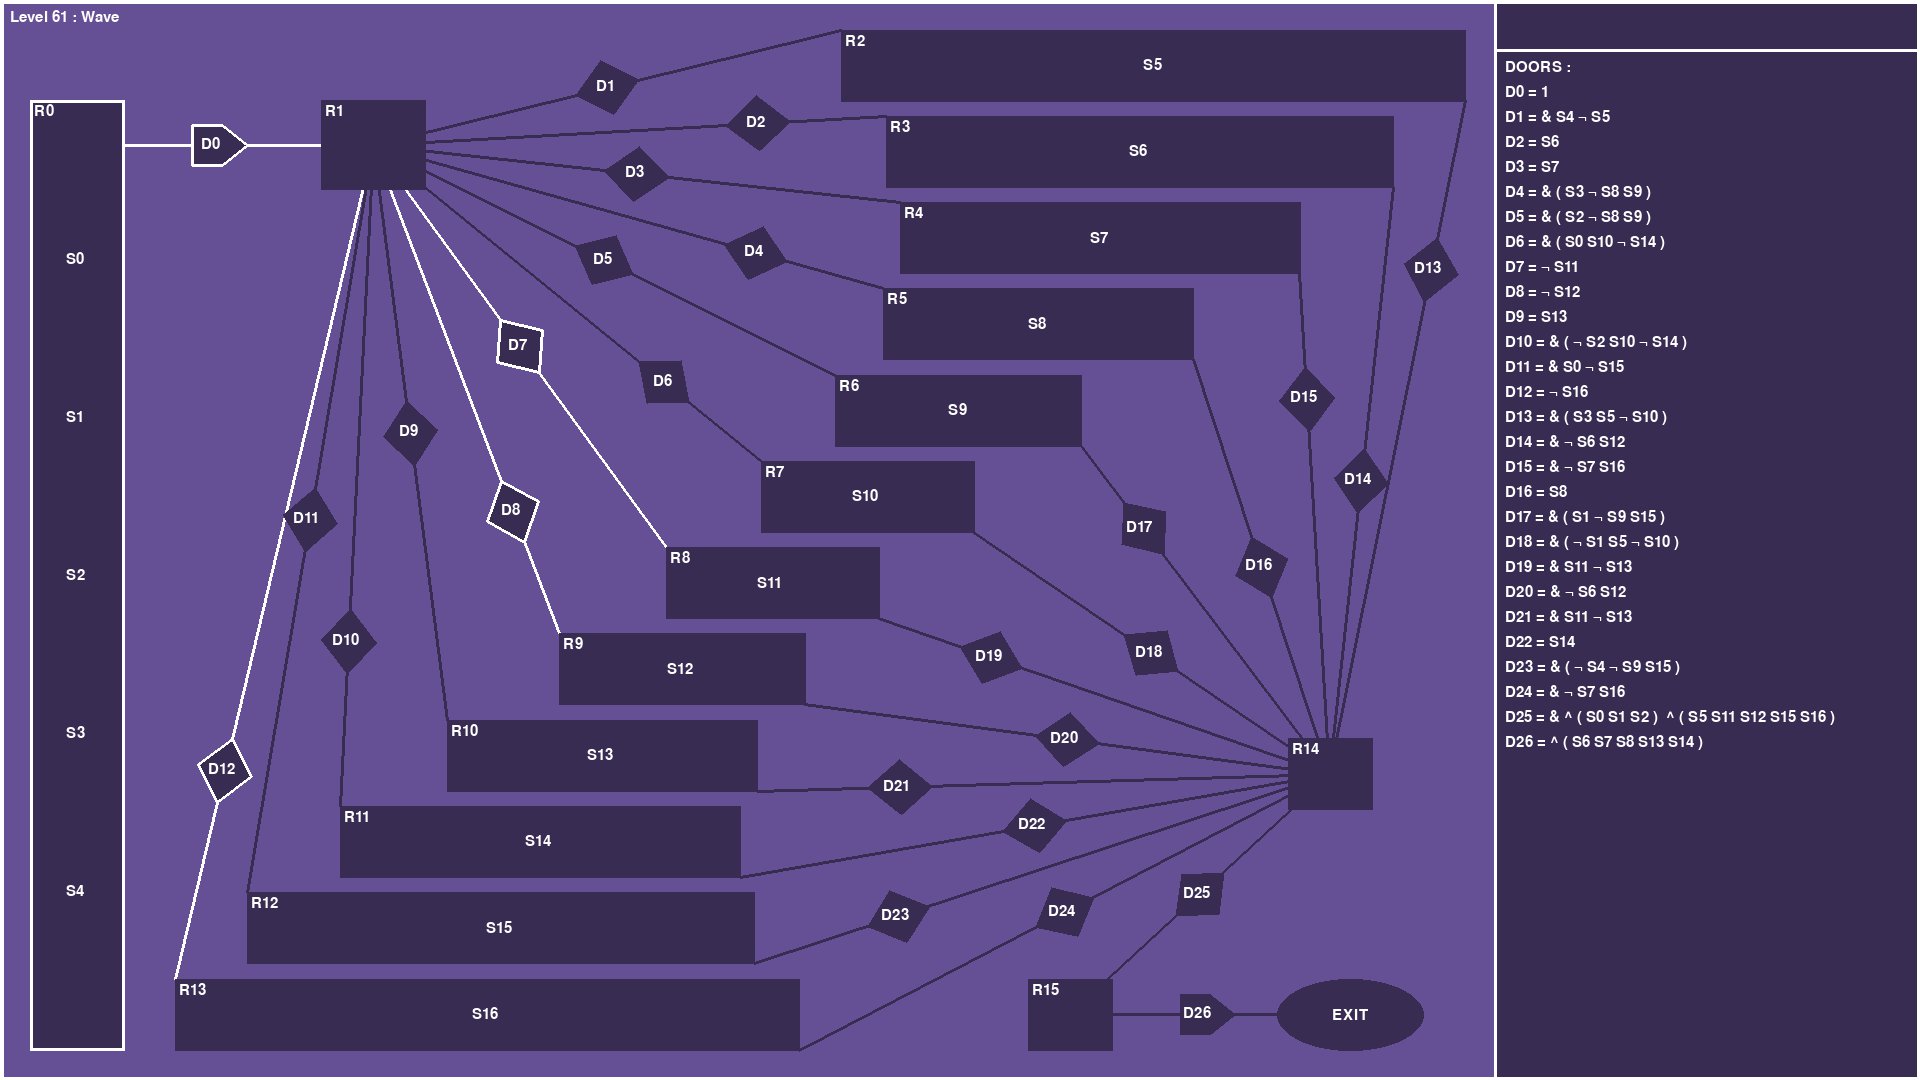 Level 61 : Wave
R0
S0
S1
S2
S3
S4
D0
R1
D1
D2
D3
D4
D5
D6
D7
D8
D9
D10
D11
D12
R2
S5
R3
S6
R4
S7
R5
S8
R6
S9
R7
S10
R8
S11
R9
S12
R10
S13
R11
S14
R12
S15
R13
S16
D13
D14
D15
D16
D17
D18
D19
D20
D21
D22
D23
D24
R14
D25
R15
D26
EXIT
DOORS :
D0 = 1
D1 = & S4 ¬ S5
D2 = S6
D3 = S7
D4 = & ( S3 ¬ S8 S9 )
D5 = & ( S2 ¬ S8 S9 )
D6 = & ( S0 S10 ¬ S14 )
D7 = ¬ S11
D8 = ¬ S12
D9 = S13
D10 = & ( ¬ S2 S10 ¬ S14 )
D11 = & S0 ¬ S15
D12 = ¬ S16
D13 = & ( S3 S5 ¬ S10 )
D14 = & ¬ S6 S12
D15 = & ¬ S7 S16
D16 = S8
D17 = & ( S1 ¬ S9 S15 )
D18 = & ( ¬ S1 S5 ¬ S10 )
D19 = & S11 ¬ S13
D20 = & ¬ S6 S12
D21 = & S11 ¬ S13
D22 = S14
D23 = & ( ¬ S4 ¬ S9 S15 )
D24 = & ¬ S7 S16
D25 = & ^ ( S0 S1 S2 ) ^ ( S5 S11 S12 S15 S16 )
D26 = ^ ( S6 S7 S8 S13 S14 )